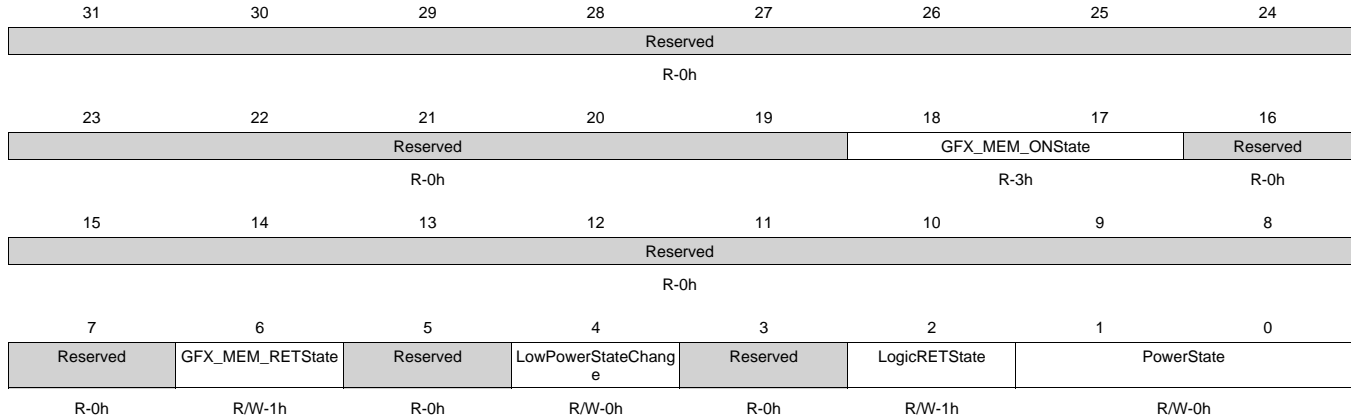 31 30 29 28 27 26 25 24
Reserved
R-0h
23 22 21 20 19 18 17 16
Reserved GFX_MEM_ONState Reserved
R-0h R-3h R-0h
15 14 13 12 11 10 9 8
Reserved
R-0h
7 6 5 4 3 2 1 0
Reserved GFX_MEM_RETState Reserved LowPowerStateChang Reserved LogicRETState PowerState
e
R-0h R/W-1h R-0h R/W-0h R-0h R/W-1h R/W-0h